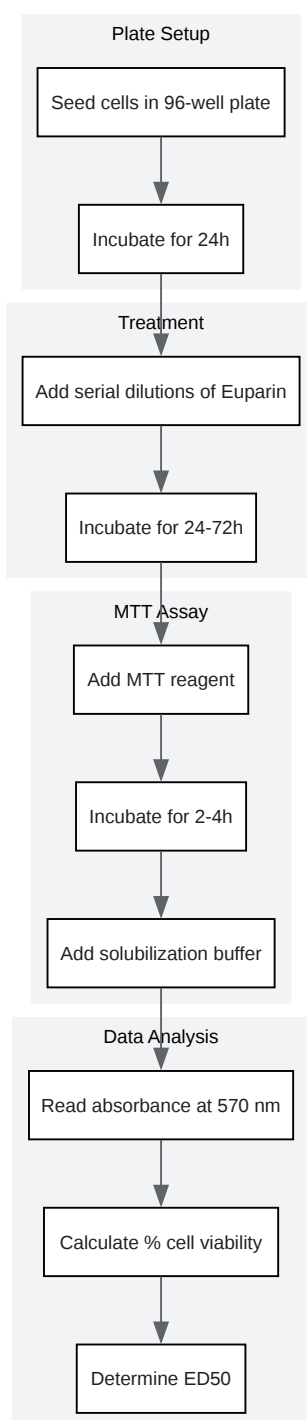 Plate Setup
Seed cells in 96-well plate
Incubate for 24h
Treatment
Add serial dilutions of Euparin
Incubate for 24-72h
MTT Assay
Add MTT reagent
Incubate for 2-4h
Add solubilization buffer
Data Analysis
Read absorbance at 570 nm
Calculate % cell viability
Determine ED50